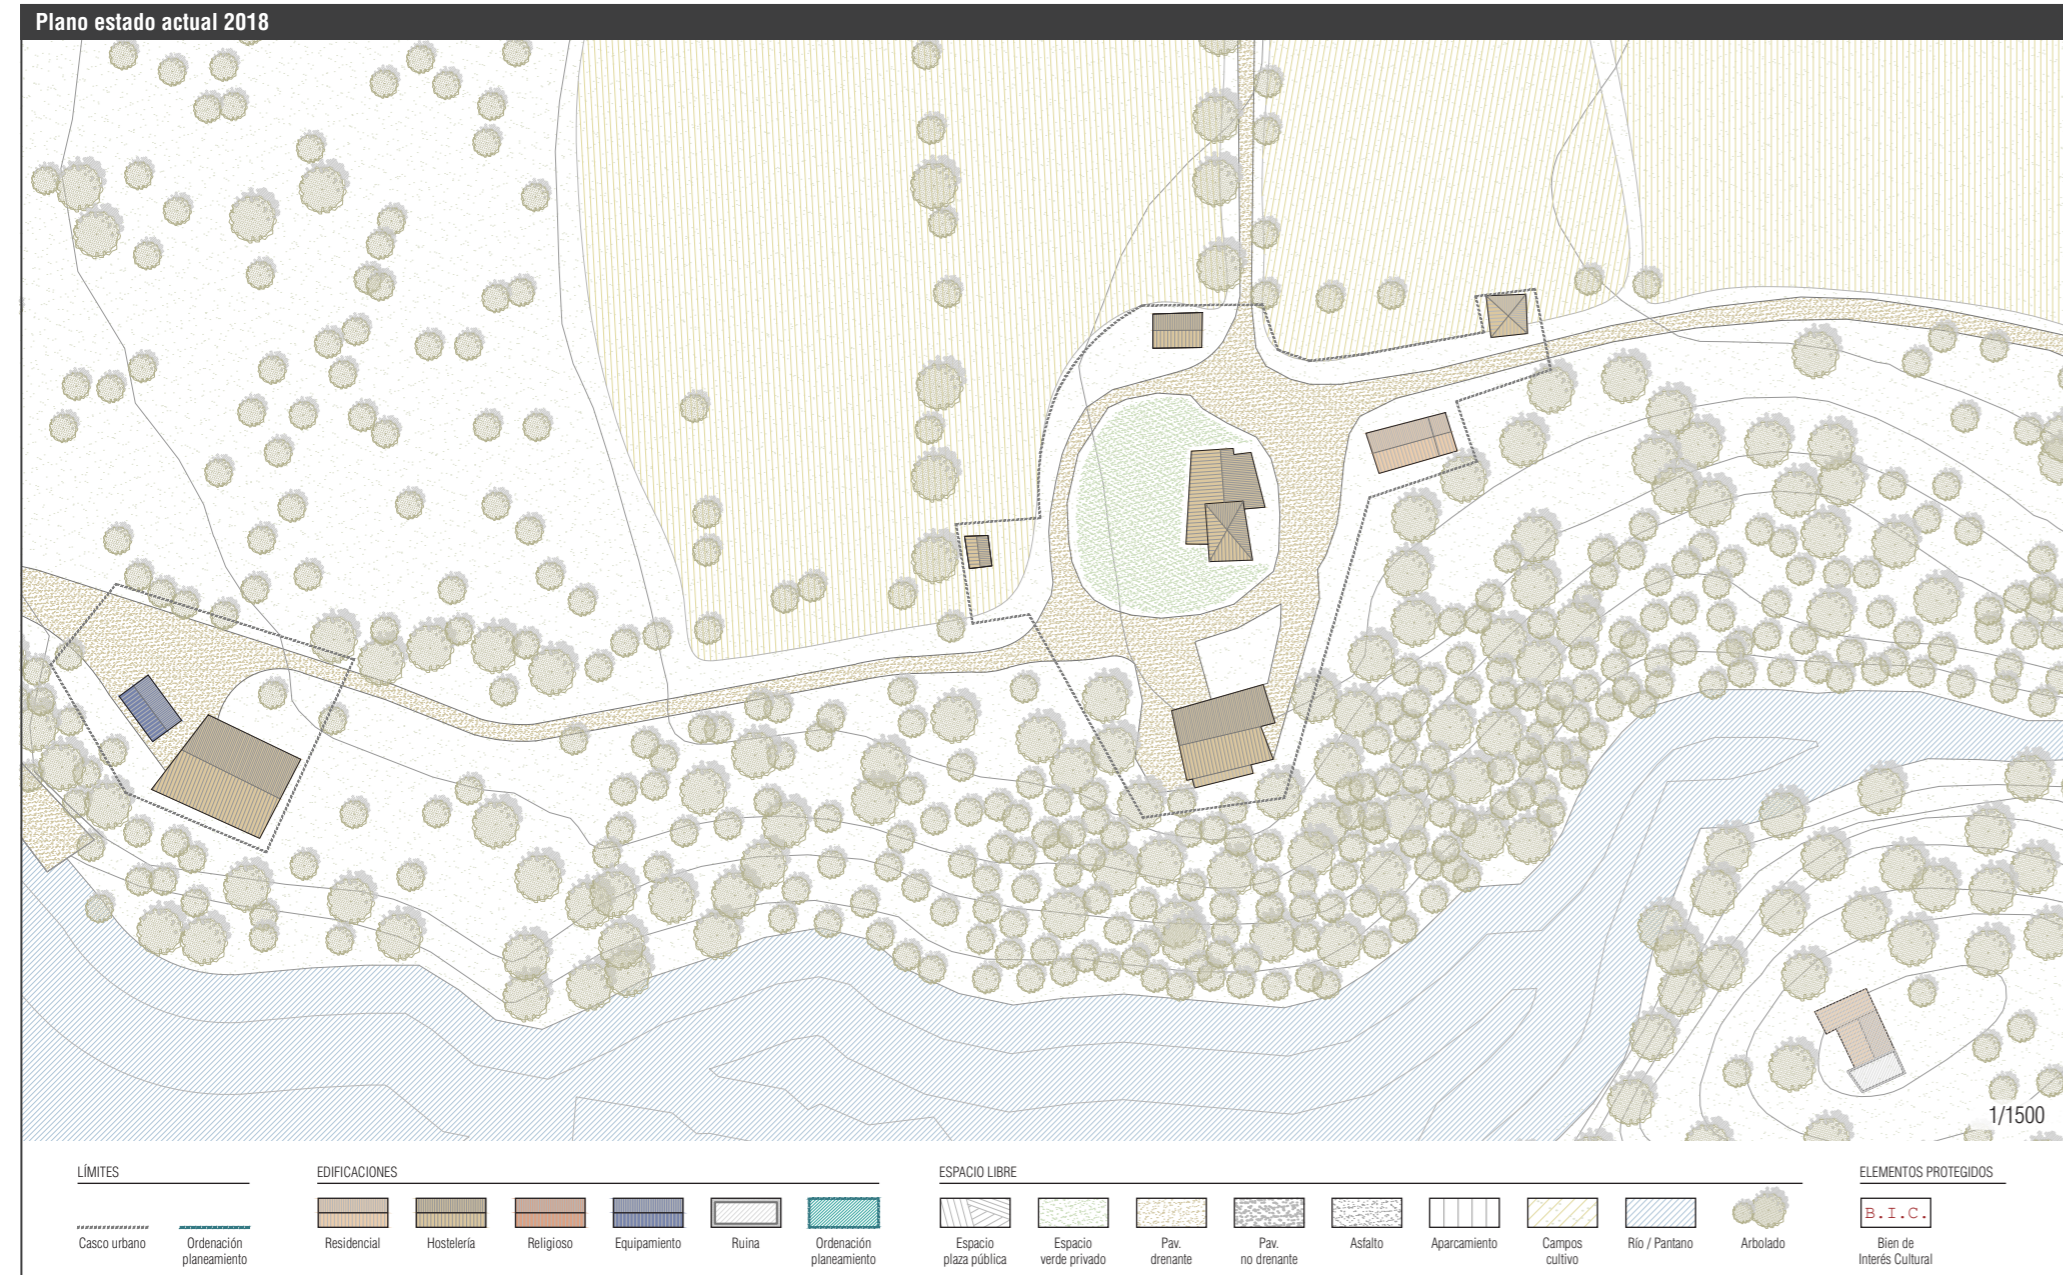 Plano estado actual 2018
1/1500
LÍMITES
Casco urbano
Ordenación
planeamiento
EDIFICACIONES
Residencial
Hostelería
Religioso
Equipamiento
Ruina
Ordenación
planeamiento
ESPACIO LIBRE
Espacio
plaza pública
Espacio
verde privado
Pav.
drenante
Pav.
no drenante
Asfalto
Aparcamiento
Campos
cultivo
Río / Pantano
Arbolado
ELEMENTOS PROTEGIDOS
B.I.C.
Bien de
Interés Cultural